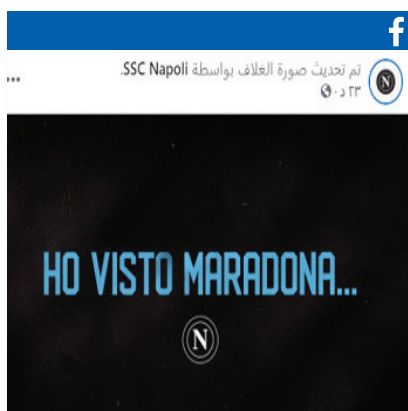 f
تم تحديث صورة الغلاف بواسطة SSC Napoli.
٢٣ د ·
...
HO VISTO MARADONA...
N